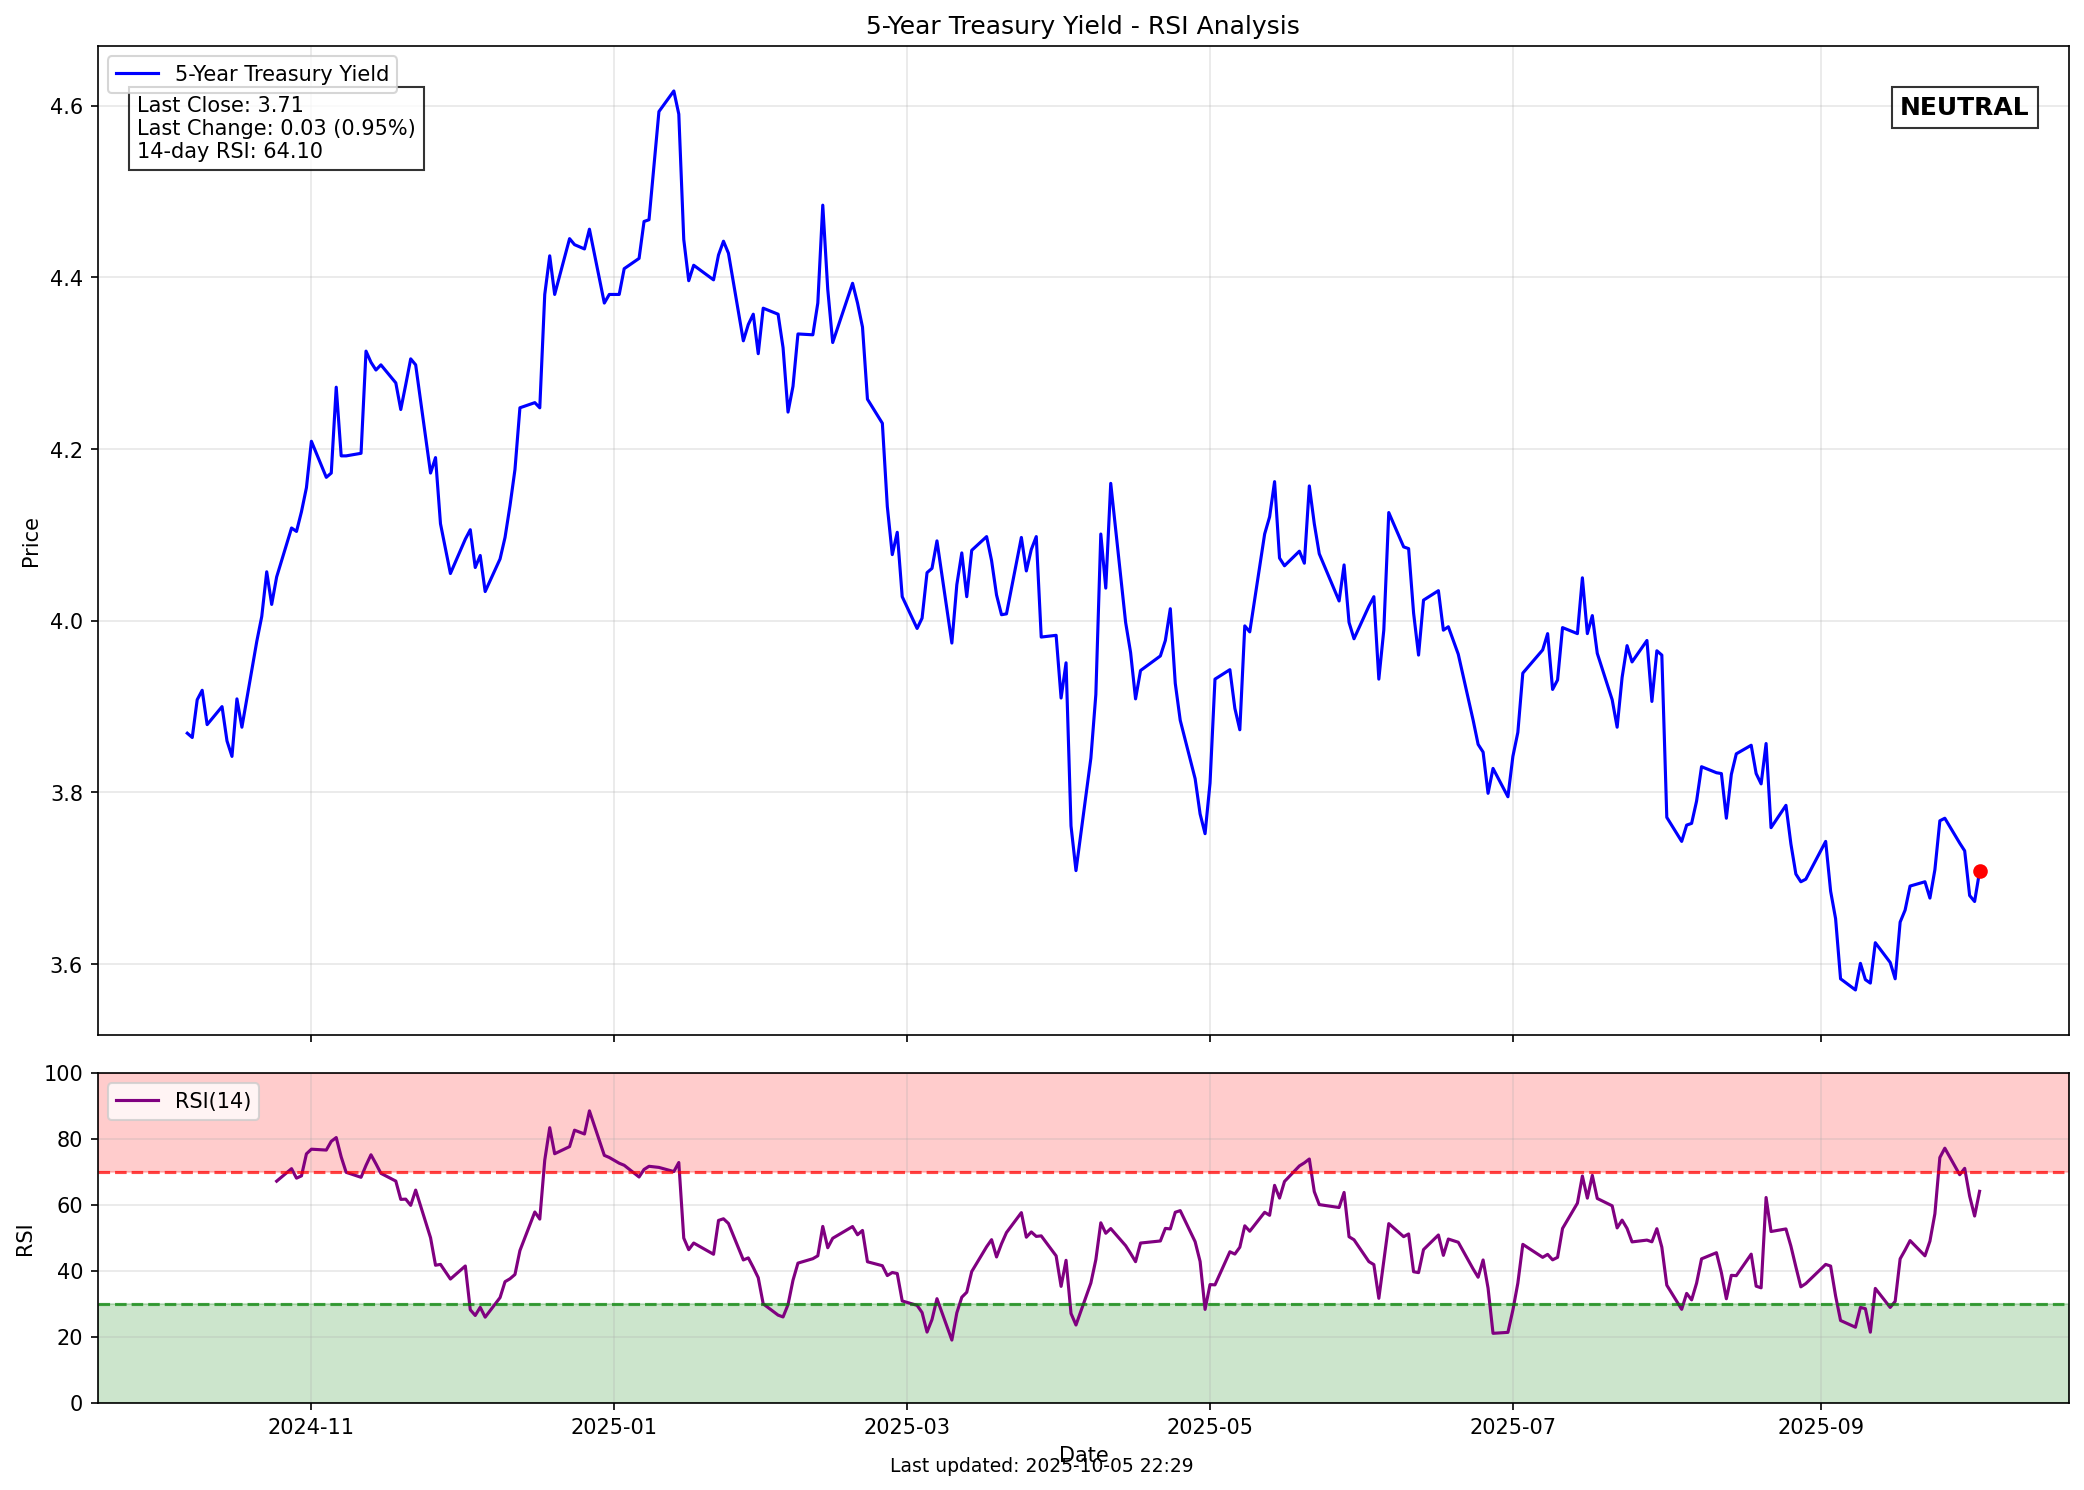 5-Year Treasury Yield - RSI Analysis
5-Year Treasury Yield
Last Close: 3.71
Last Change: 0.03 (0.95%)
14-day RSI: 64.10
NEUTRAL
Price
4.6
4.4
4.2
4.0
3.8
3.6
RSI(14)
RSI
100
80
60
40
20
0
2024-11
2025-01
2025-03
2025-05
2025-07
2025-09
Date
Last updated: 2025-10-05 22:29